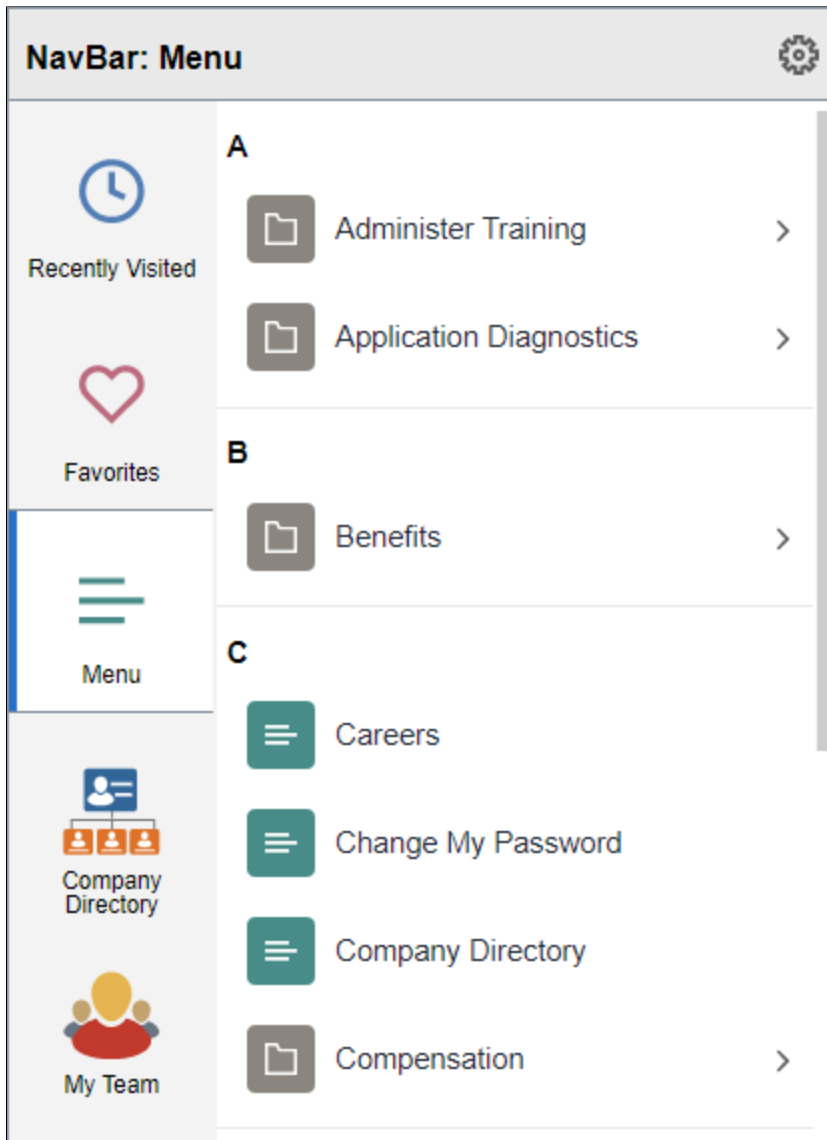 NavBar: Menu
Recently Visited
Favorites
Menu
Company
Directory
My Team
A
Administer Training
Application Diagnostics
B
Benefits
C
Careers
Change My Password
Company Directory
Compensation